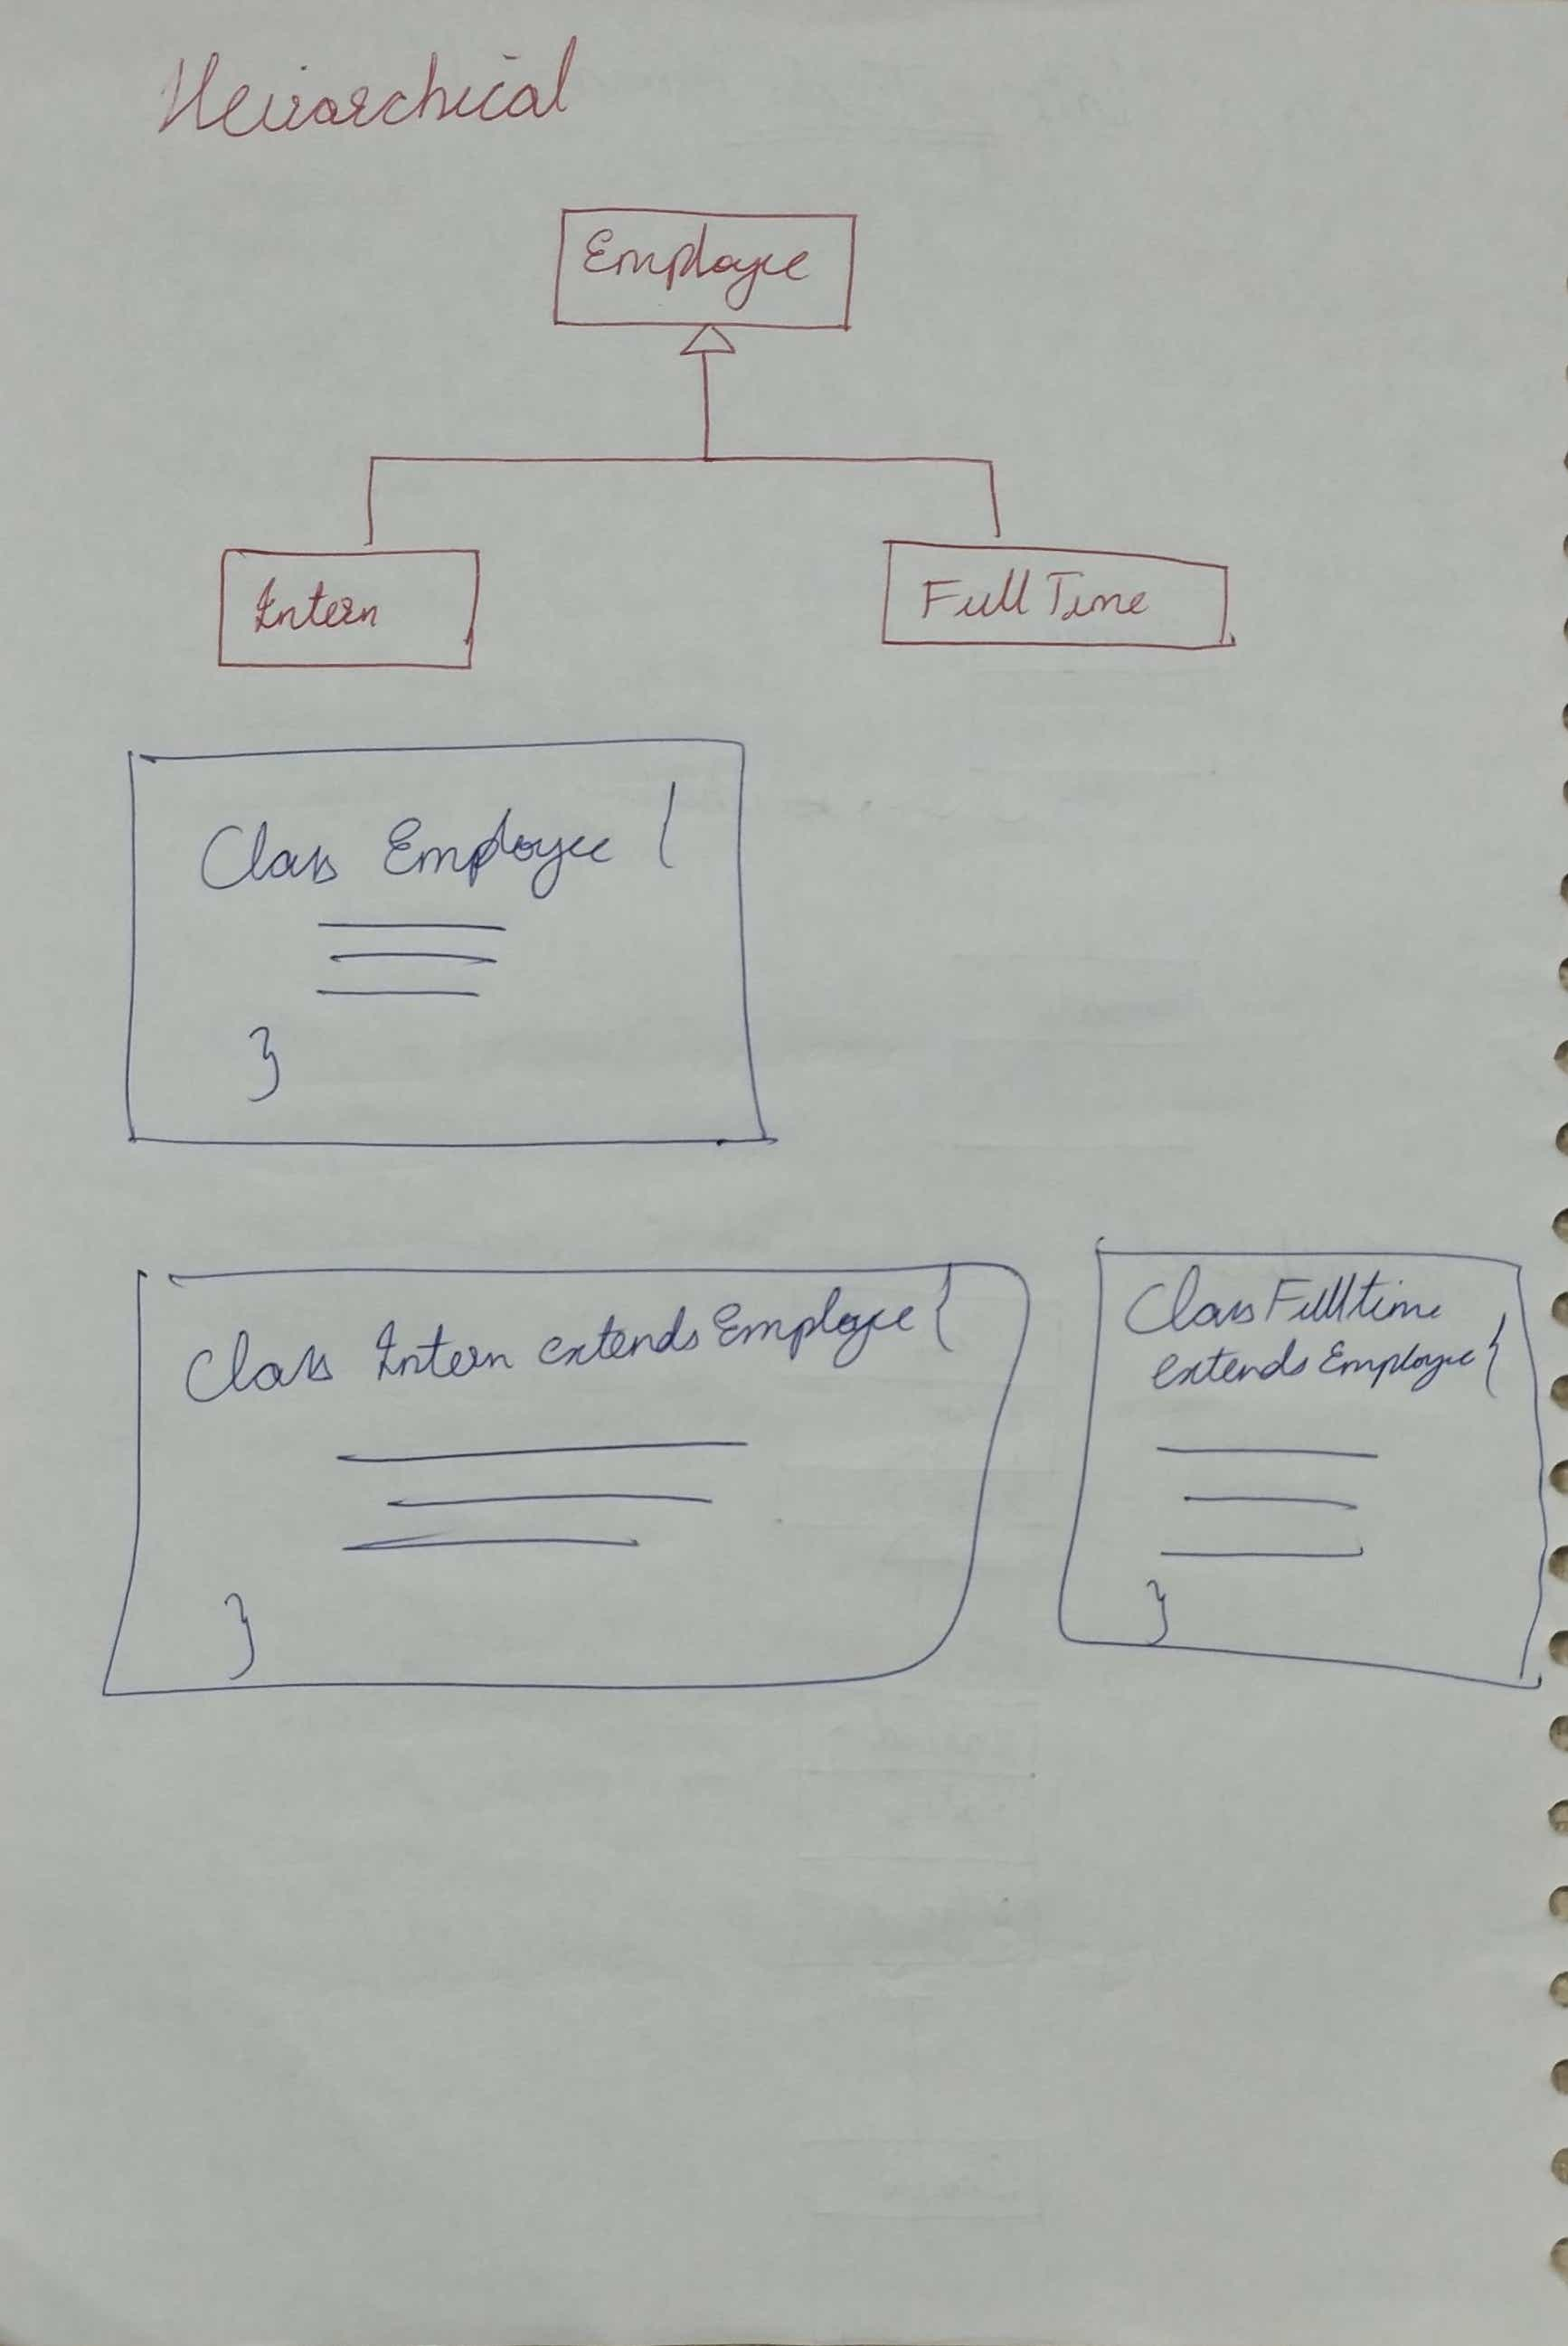 Heirarchical
Employee
Intern
Full Time
Class Employee {
}
Class Intern extends Employee {
}
Class Fulltime
extends Employee {
}